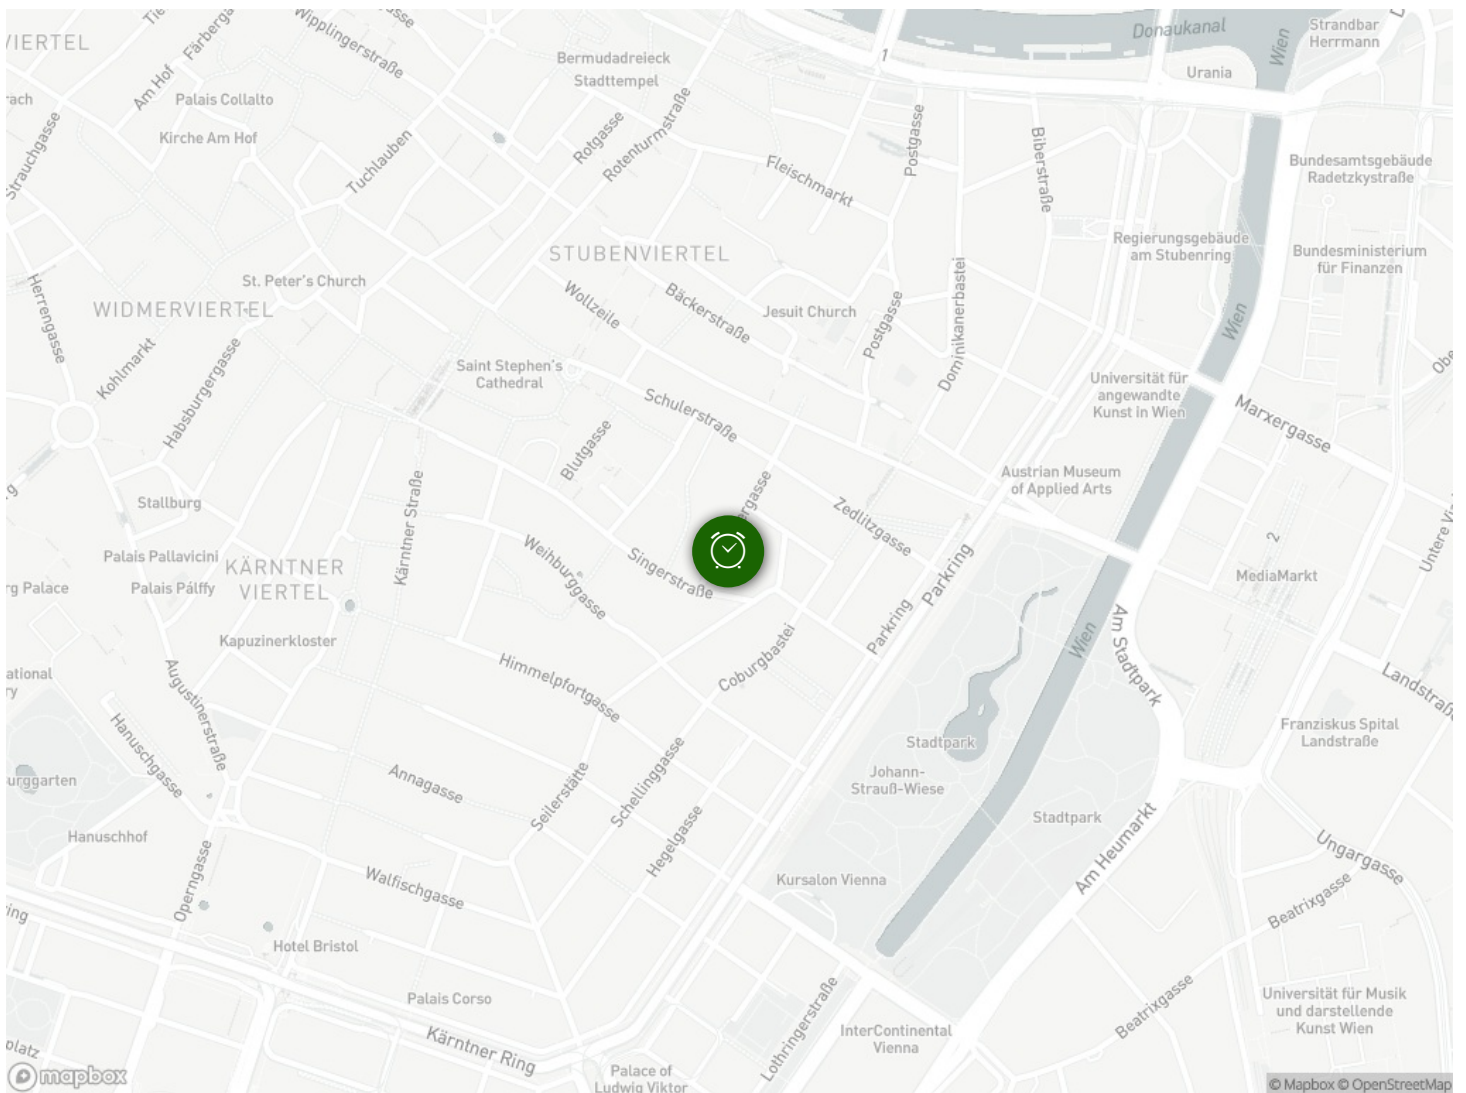 Donaukanal
Wien
Strandbar
Herrmann
Wipplingerstraße
Am Hof
Bermudadreieck
Stadttempel
1
Urania
Palais Collalto
Kirche Am Hof
Strauchgasse
Tuchlauben
Rotgasse
Rotenturmstraße
Fleischmarkt
Postgasse
Biberstraße
Bundesamtsgebäude
Radetzkystraße
STUBENVIERTEL
Regierungsgebäude
am Stubenring
Bundesministerium
für Finanzen
St. Peter's Church
WIDMERVIERTEL
Herrengasse
Wollzeile
Bäckerstraße
Jesuit Church
Postgasse
Dominikanerbastei
Wien
Kohlmarkt
Habsburgergasse
Saint Stephen's
Cathedral
Schulerstraße
Universität für
angewandte
Kunst in Wien
Marxergasse
Blutgasse
Austrian Museum
of Applied Arts
Stallburg
Kärntner Straße
Zedlitzgasse
Palais Pallavicini
Palais Pálffy
KÄRNTNER
VIERTEL
Weihburggasse
Singerstraße
Parkring
2
MediaMarkt
Kapuzinerkloster
Parkring
Wien
Am Stadtpark
Himmelpfortgasse
Coburgbastei
Augustinerstraße
Hanuschgasse
Stadtpark
Franziskus Spital
Landstraße
Johann-
Strauß-Wiese
Annagasse
Seilerstätte
Schellinggasse
Hegelgasse
Stadtpark
Hanuschhof
Am Heumarkt
Ungargasse
Operngasse
Walfischgasse
Kursalon Vienna
Beatrixgasse
Hotel Bristol
Palais Corso
Kärntner Ring
Lothringerstraße
InterContinental
Vienna
Beatrixgasse
Universität für Musik
und darstellende
Kunst Wien
Palace of
Ludwig Viktor
mapbox
© Mapbox © OpenStreetMap